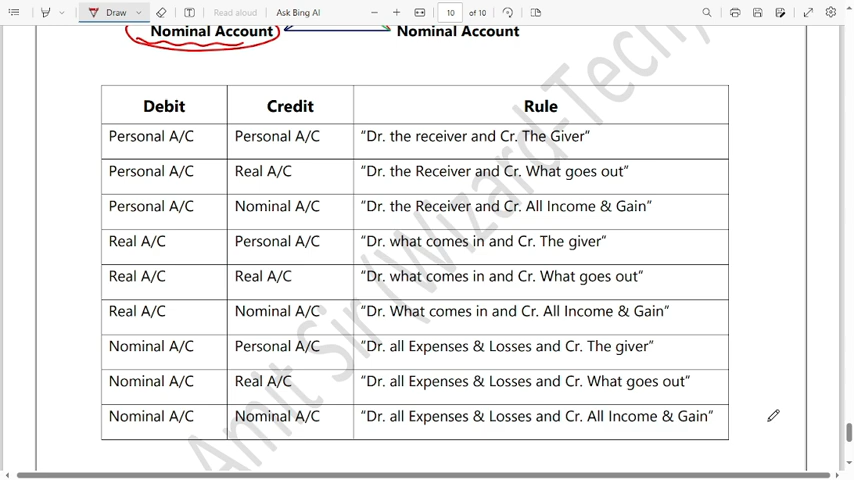 Draw
Read aloud
Ask Bing AI
10 of 10
Nominal Account Nominal Account
Debit Credit Rule
Personal A/C Personal A/C “Dr. the receiver and Cr. The Giver”
Personal A/C Real A/C “Dr. the Receiver and Cr. What goes out”
Personal A/C Nominal A/C “Dr. the Receiver and Cr. All Income & Gain”
Real A/C Personal A/C “Dr. what comes in and Cr. The giver”
Real A/C Real A/C “Dr. what comes in and Cr. What goes out”
Real A/C Nominal A/C “Dr. What comes in and Cr. All Income & Gain”
Nominal A/C Personal A/C “Dr. all Expenses & Losses and Cr. The giver”
Nominal A/C Real A/C “Dr. all Expenses & Losses and Cr. What goes out”
Nominal A/C Nominal A/C “Dr. all Expenses & Losses and Cr. All Income & Gain”
Amit Sir (Wizard-Tech)